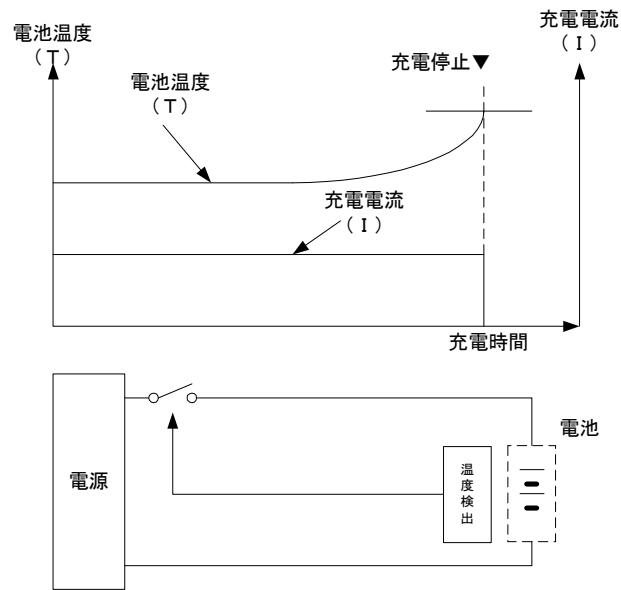 電池温度
（Ｔ）
充電電流
（Ｉ）
充電停止▼
電池温度
（Ｔ）
充電電流
（Ｉ）
充電時間
電源
温度検出
電池